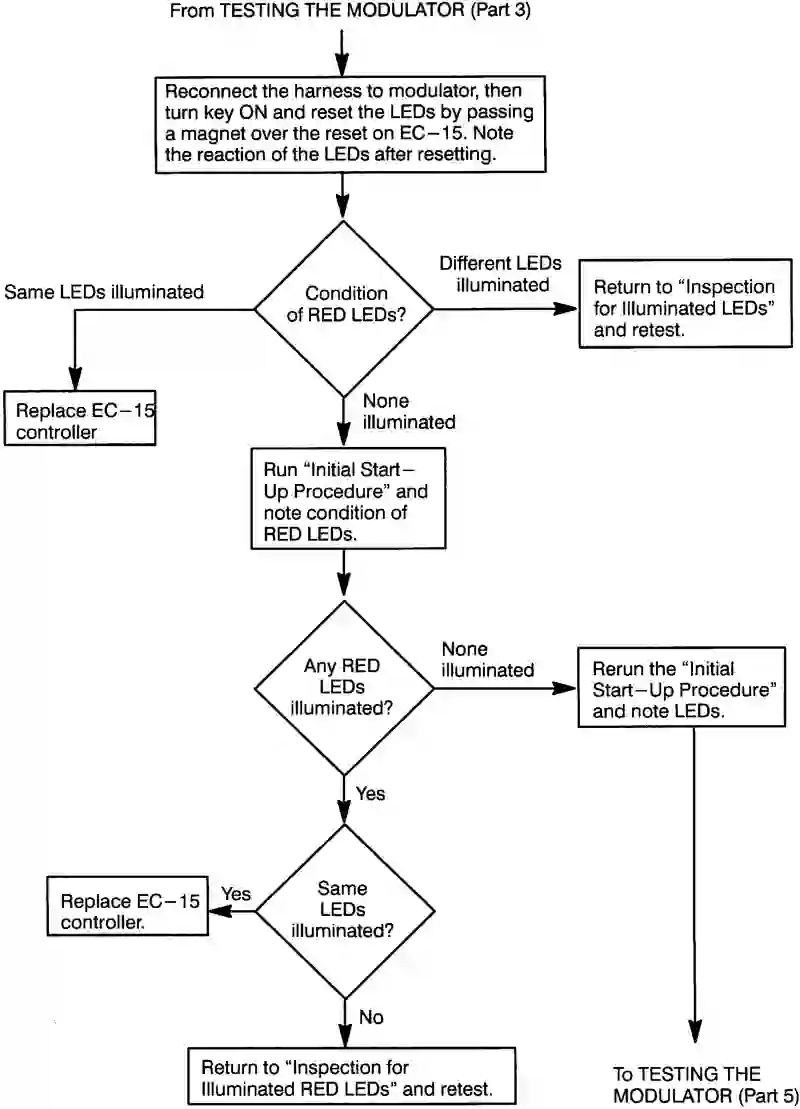 From TESTING THE MODULATOR (Part 3)
Reconnect the harness to modulator, then
turn key ON and reset the LEDs by passing
a magnet over the reset on EC−15. Note
the reaction of the LEDs after resetting.
Condition
of RED LEDs?
Same LEDs illuminated
Different LEDs
illuminated
Return to “Inspection
for Illuminated LEDs”
and retest.
Replace EC−15
controller
None
illuminated
Run “Initial Start−
Up Procedure” and
note condition of
RED LEDs.
Any RED
LEDs
illuminated?
None
illuminated
Rerun the “Initial
Start−Up Procedure”
and note LEDs.
Yes
Same
LEDs
illuminated?
Yes
Replace EC−15
controller.
No
Return to “Inspection for
Illuminated RED LEDs” and retest.
To TESTING THE
MODULATOR (Part 5)